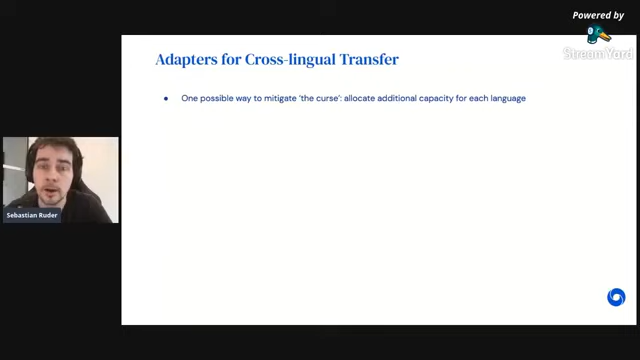 Powered by
StreamYard
Adapters for Cross-lingual Transfer
● One possible way to mitigate ‘the curse’: allocate additional capacity for each language
Sebastian Ruder